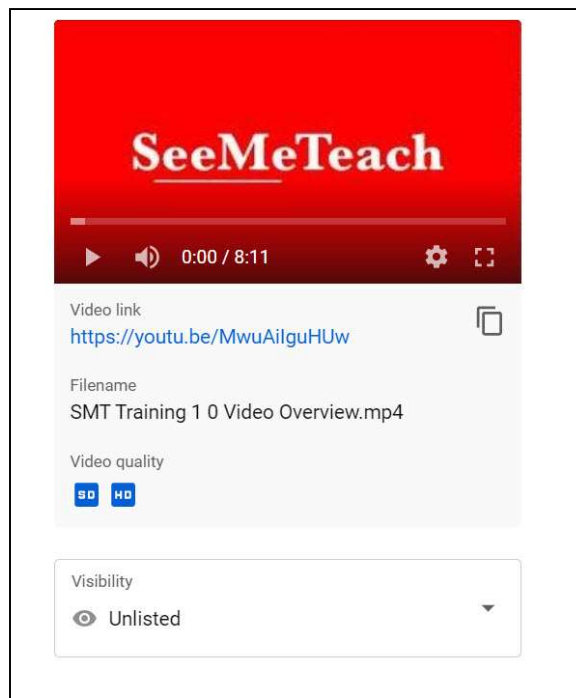 SeeMeTeach
0:00 / 8:11
Video link
https://youtu.be/MwuAiIguHUw
Filename
SMT Training 1 0 Video Overview.mp4
Video quality
SD HD
Visibility
Unlisted